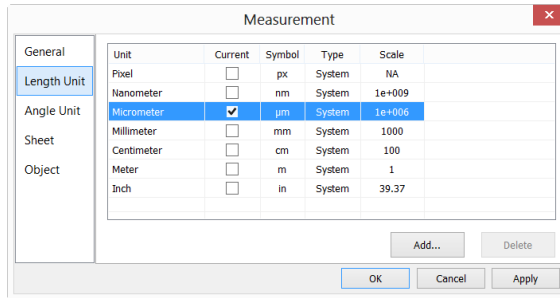 Measurement
General
Length Unit
Angle Unit
Sheet
Object
Unit Current Symbol Type Scale
Pixel px System NA
Nanometer nm System 1e+009
Micrometer µm System 1e+006
Millimeter mm System 1000
Centimeter cm System 100
Meter m System 1
Inch in System 39.37
Add... Delete
OK Cancel Apply